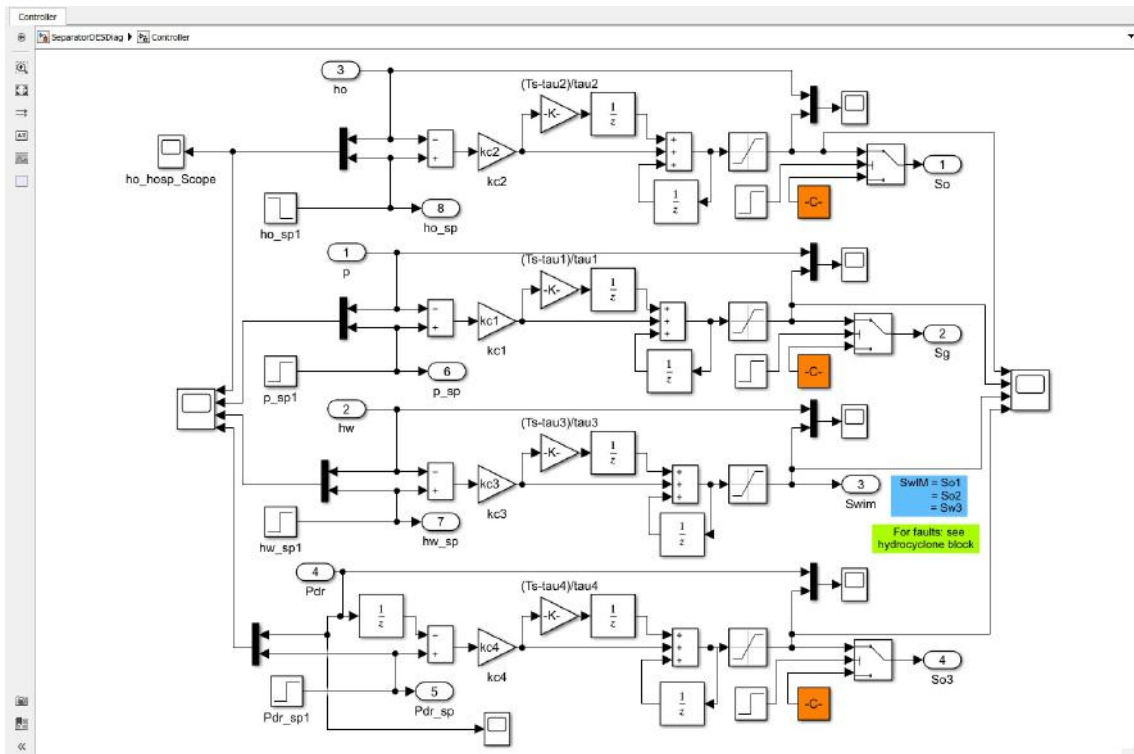 Controller
SeparatorDESDiag ▶ Controller
3
ho
(Ts-tau2)/tau2
-K-
1
z
ho_hosp_Scope
−
+
kc2
kc2
+
+
+
1
z
1
So
-C-
ho_sp1
8
ho_sp
1
p
(Ts-tau1)/tau1
-K-
1
z
−
+
kc1
kc1
+
+
+
1
z
2
Sg
-C-
p_sp1
6
p_sp
2
hw
(Ts-tau3)/tau3
-K-
1
z
−
+
kc3
kc3
+
+
+
1
z
3
Swim
SwIM = So1
= So2
= Sw3
For faults: see
hydrocyclone block
hw_sp1
7
hw_sp
4
Pdr
(Ts-tau4)/tau4
1
z
-K-
1
z
−
+
kc4
kc4
+
+
+
1
z
4
So3
-C-
Pdr_sp1
5
Pdr_sp